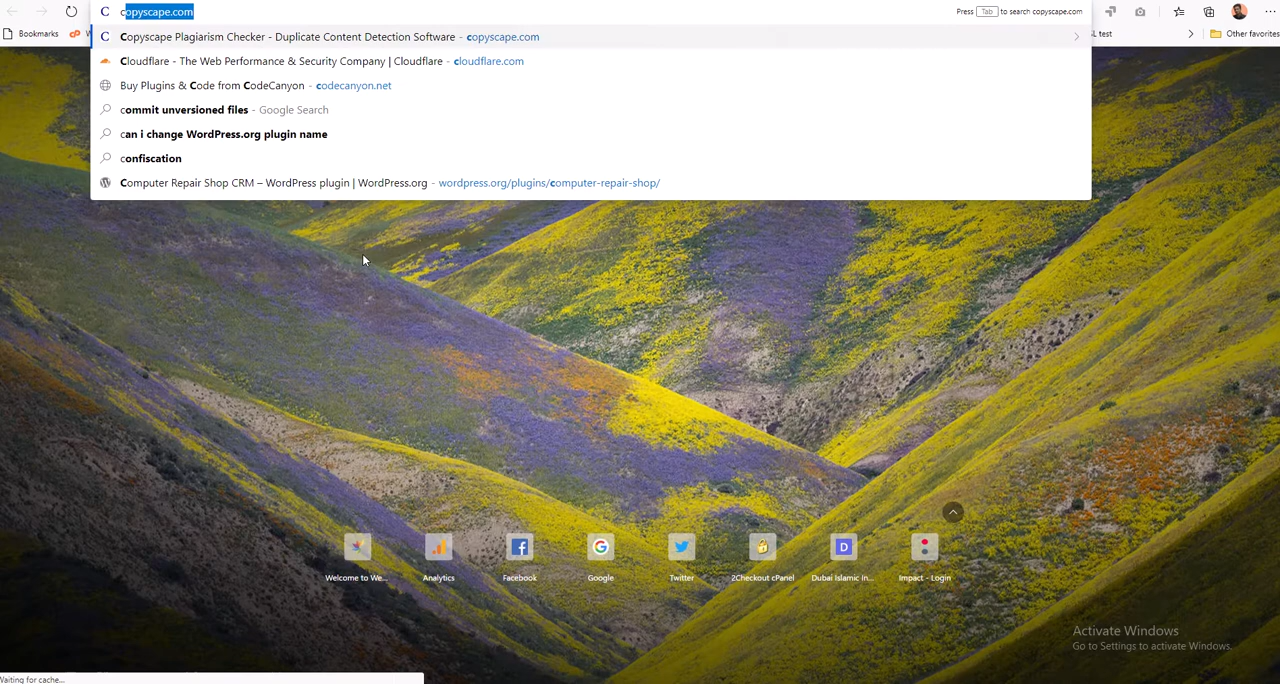 copyscape.com
Press Tab to search copyscape.com
Copyscape Plagiarism Checker - Duplicate Content Detection Software - copyscape.com
Bookmarks
Other favorites
Cloudflare - The Web Performance & Security Company | Cloudflare - cloudflare.com
Buy Plugins & Code from CodeCanyon - codecanyon.net
commit unversioned files - Google Search
can i change WordPress.org plugin name
confiscation
Computer Repair Shop CRM – WordPress plugin | WordPress.org - wordpress.org/plugins/computer-repair-shop/
Welcome to We...
Analytics
Facebook
Google
Twitter
2Checkout cPanel
Dubai Islamic In...
Impact - Login
Activate Windows
Go to Settings to activate Windows.
Waiting for cache...